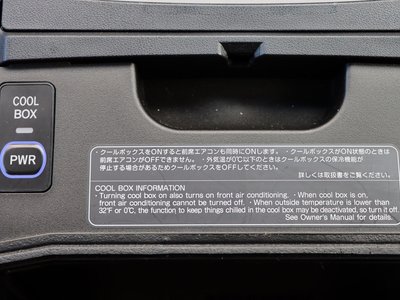 COOL
BOX
PWR
・クールボックスをONすると前席エアコンも同時にONします。・クールボックスがON状態のときは
前席エアコンがOFFできません。・外気温が0℃以下のときはクールボックスの保冷機能が
停止する場合があるためクールボックスをOFFしてください。
詳しくは取扱書をご覧ください。
COOL BOX INFORMATION
・Turning cool box on also turns on front air conditioning. ・When cool box is on,
front air conditioning cannot be turned off. ・When outside temperature is lower than
32℉ or 0℃, the function to keep things chilled in the cool box may be deactivated, so turn it off.
See Owner's Manual for details.